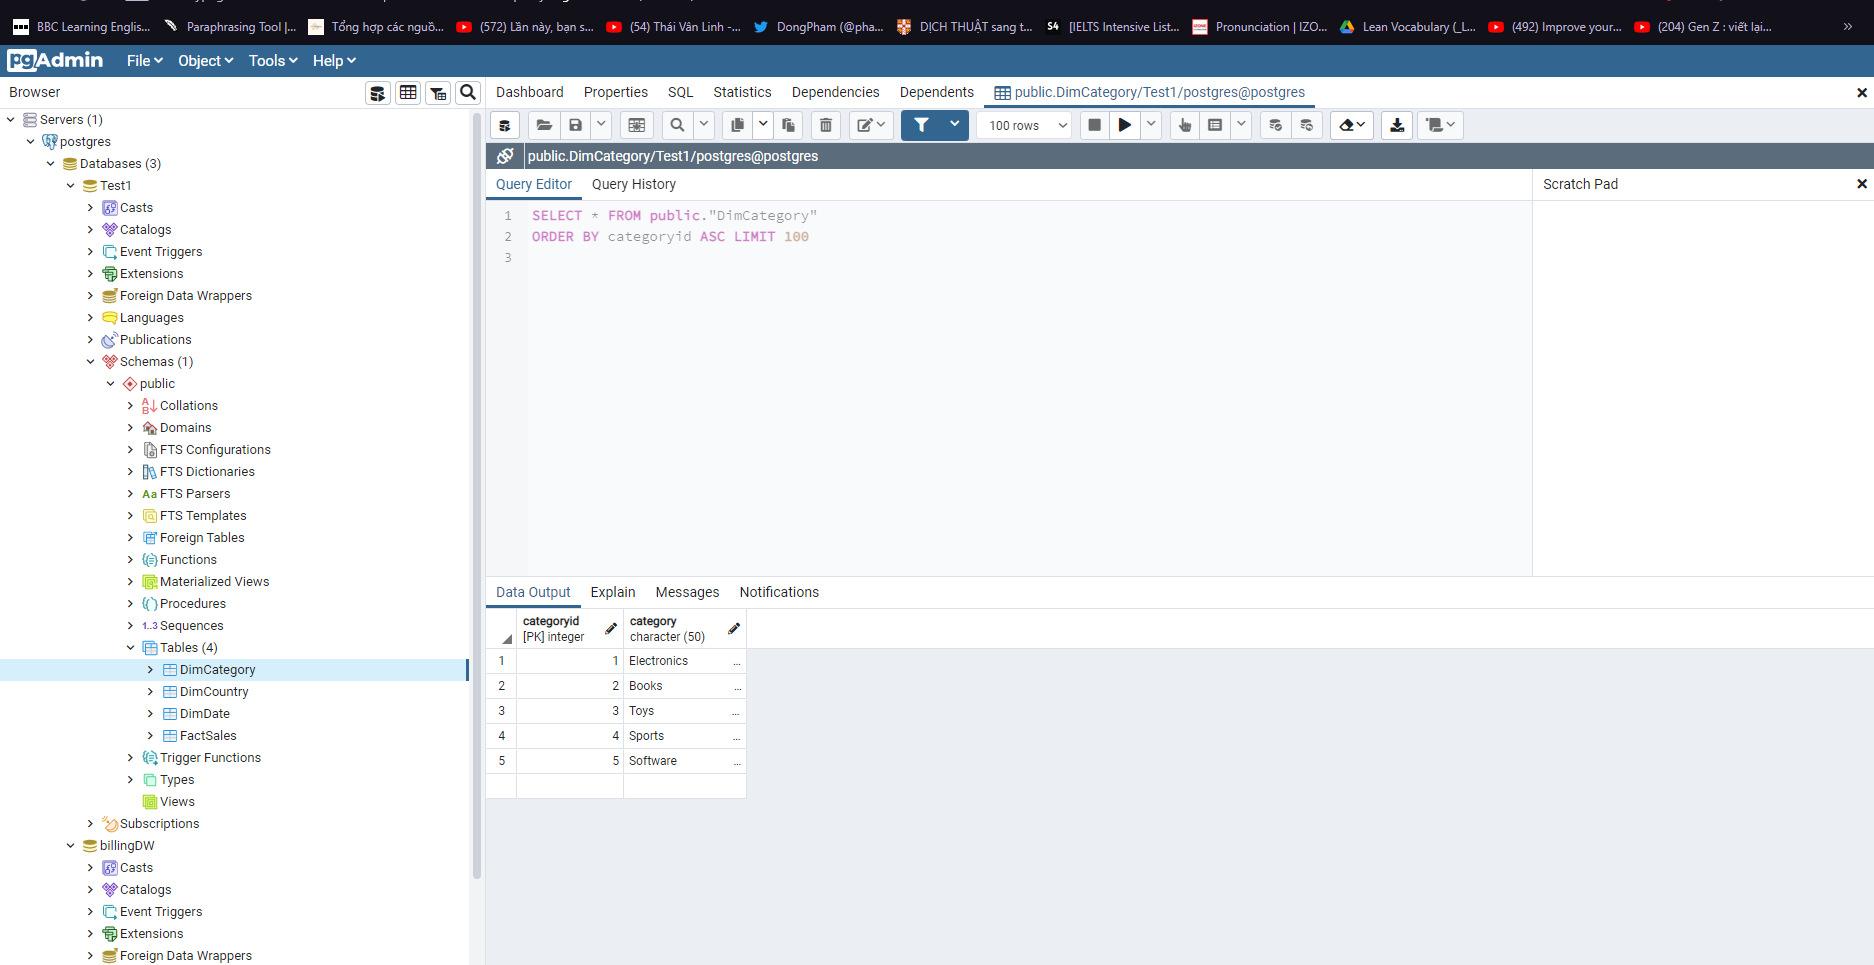 BBC Learning Englis...
Paraphrasing Tool |...
Tổng hợp các nguồ...
(572) Lần này, bạn s...
(54) Thái Vân Linh -...
DongPham (@pha...
DỊCH THUẬT sang t...
S4 [IELTS Intensive List...
Pronunciation | IZO...
Lean Vocabulary (_L...
(492) Improve your...
(204) Gen Z : viết lại...
»
pgAdmin File Object Tools Help
Browser
Dashboard Properties SQL Statistics Dependencies Dependents public.DimCategory/Test1/postgres@postgres
Servers (1)
postgres
Databases (3)
Test1
Casts
Catalogs
Event Triggers
Extensions
Foreign Data Wrappers
Languages
Publications
Schemas (1)
public
Collations
Domains
FTS Configurations
FTS Dictionaries
Aa FTS Parsers
FTS Templates
Foreign Tables
Functions
Materialized Views
Procedures
1..3 Sequences
Tables (4)
DimCategory
DimCountry
DimDate
FactSales
Trigger Functions
Types
Views
Subscriptions
billingDW
Casts
Catalogs
Event Triggers
Extensions
Foreign Data Wrappers
100 rows
public.DimCategory/Test1/postgres@postgres
Query Editor Query History
Scratch Pad
1 SELECT * FROM public."DimCategory"
2 ORDER BY categoryid ASC LIMIT 100
3
Data Output Explain Messages Notifications
categoryid category
[PK] integer character (50)
1 1 Electronics ...
2 2 Books ...
3 3 Toys ...
4 4 Sports ...
5 5 Software ...